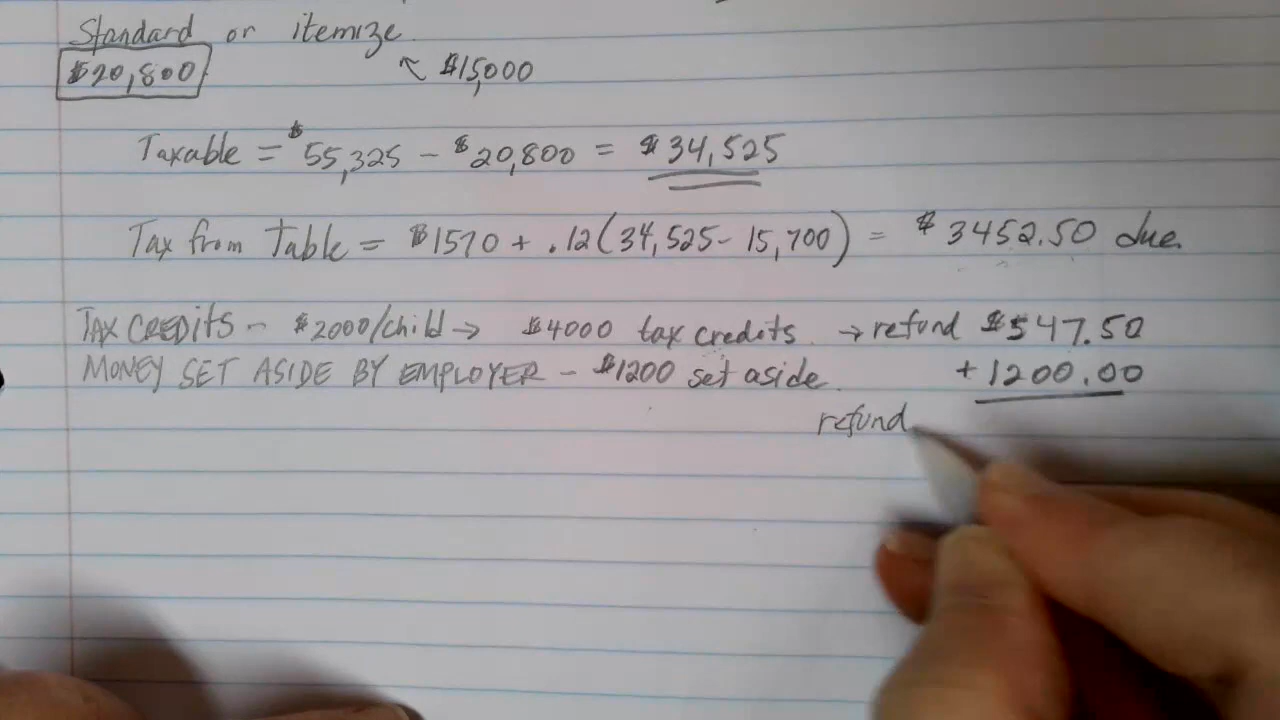 Standard or itemize
$20,800 ↖ $15,000
Taxable = $55,325 - $20,800 = $34,525
Tax from Table = $1570 + .12(34,525 - 15,700) = $3452.50 due.
TAX CREDITS - $2000/child → $4000 tax credits. → refund $547.50
MONEY SET ASIDE BY EMPLOYER - $1200 set aside. + 1200.00
refund